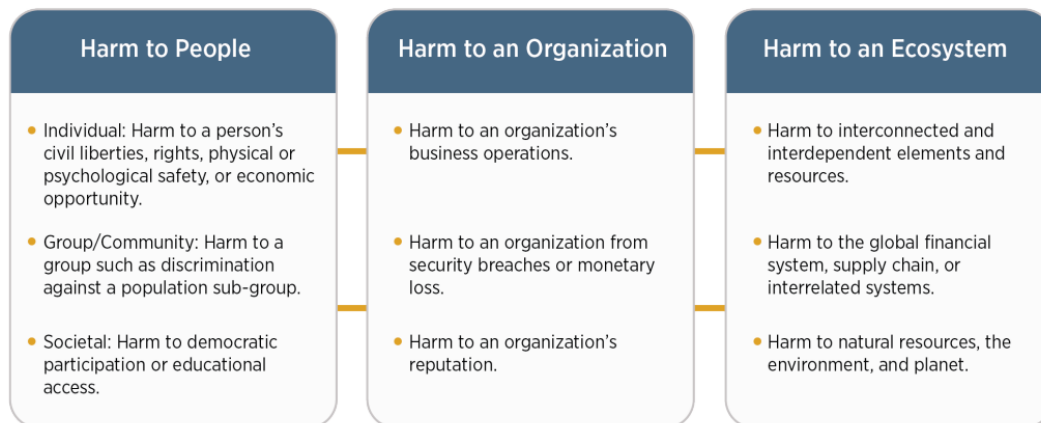 Harm to People
• Individual: Harm to a person's
civil liberties, rights, physical or
psychological safety, or economic
opportunity.
• Group/Community: Harm to a
group such as discrimination
against a population sub-group.
• Societal: Harm to democratic
participation or educational
access.
Harm to an Organization
• Harm to an organization's
business operations.
• Harm to an organization from
security breaches or monetary
loss.
• Harm to an organization's
reputation.
Harm to an Ecosystem
• Harm to interconnected and
interdependent elements and
resources.
• Harm to the global financial
system, supply chain, or
interrelated systems.
• Harm to natural resources, the
environment, and planet.